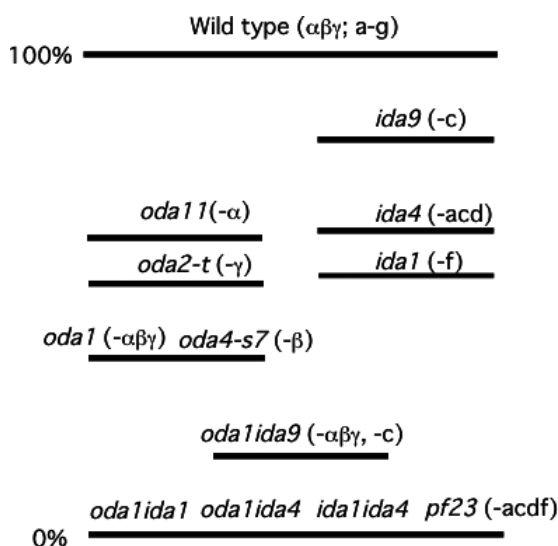 Wild type (αβγ; a-g)
100%
ida9 (-c)
oda11(-α)
ida4 (-acd)
oda2-t (-γ)
ida1 (-f)
oda1 (-αβγ) oda4-s7 (-β)
oda1ida9 (-αβγ, -c)
oda1ida1 oda1ida4 ida1ida4 pf23 (-acdf)
0%